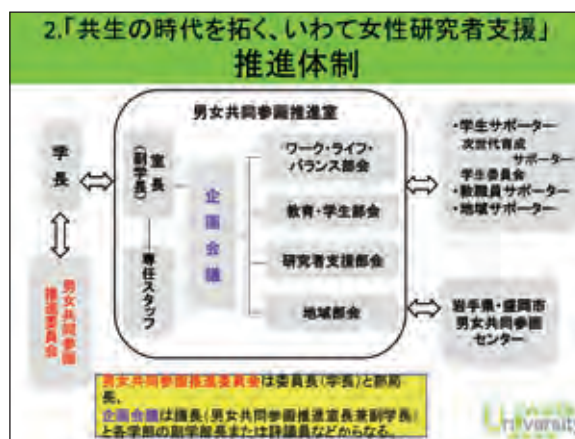 2.「共生の時代を拓く、いわて女性研究者支援」
推進体制
男女共同参画推進室
学長
男女共同参画
推進委員会
室長
(副学長)
専任スタッフ
企画会議
ワーク・ライフ・
バランス部会
教育・学生部会
研究者支援部会
地域部会
・学生サポーター
次世代育成
サポーター
学生委員会
・教職員サポーター
・地域サポーター
岩手県・盛岡市
男女共同参画
センター
男女共同参画推進委員会は委員長(学長)と部局
長、
企画会議は議長(男女共同参画推進室長兼副学長)
と各学部の副学部長または評議員などからなる。
University